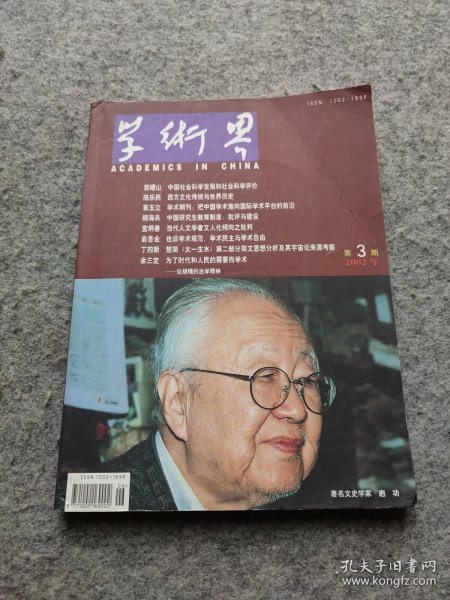 ISSN 1002-1698
学術界
ACADEMICS IN CHINA
蔡曙山 中国社会科学发展和社会科学评价
陈乐民 西方文化传统与世界历史
袁玉立 学术期刊：把中国学术推向国际学术平台的前沿
顾海兵 中国研究生教育制度：批评与建设
宣炳善 当代人文学者文人化倾向之批判
俞吾金 也谈学术规范、学术民主与学术自由
丁四新 楚简《太一生水》第二部分简文思想分析及其宇宙论来源考察
余三定 为了时代和人民的需要而学术
——论胡绳的治学精神
第3期
2002年
ISSN 1002-1698
06
9 771002 169002
著名文史学家 启功
孔夫子旧书网
www.kongfz.com